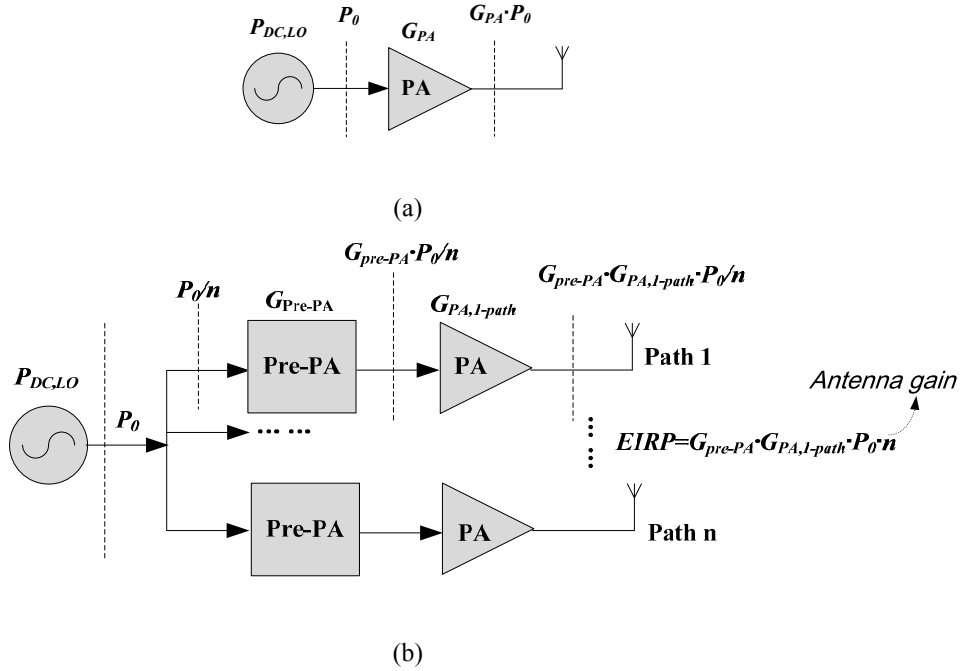 P_DC,LO
P_0
G_PA
G_PA·P_0
PA
(a)
G_pre-PA·P_0/n
P_0/n
G_Pre-PA
G_PA,1-path
G_pre-PA·G_PA,1-path·P_0/n
P_DC,LO
P_0
Pre-PA
PA
Path 1
Antenna gain
... ...
EIRP=G_pre-PA·G_PA,1-path·P_0·n
Pre-PA
PA
Path n
(b)